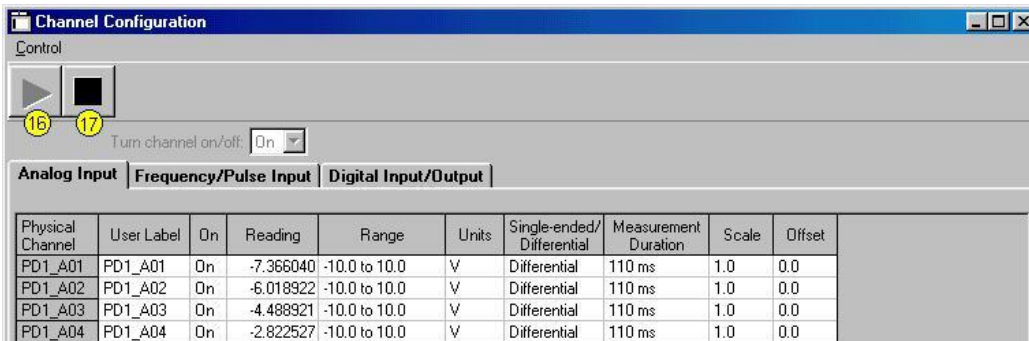 Channel Configuration
Control
16 17
Turn channel on/off: On
Analog Input Frequency/Pulse Input Digital Input/Output
Physical Channel User Label On Reading Range Units Single-ended/ Differential Measurement Duration Scale Offset
PD1_A01 PD1_A01 On -7.366040 -10.0 to 10.0 V Differential 110 ms 1.0 0.0
PD1_A02 PD1_A02 On -6.018922 -10.0 to 10.0 V Differential 110 ms 1.0 0.0
PD1_A03 PD1_A03 On -4.488921 -10.0 to 10.0 V Differential 110 ms 1.0 0.0
PD1_A04 PD1_A04 On -2.822527 -10.0 to 10.0 V Differential 110 ms 1.0 0.0